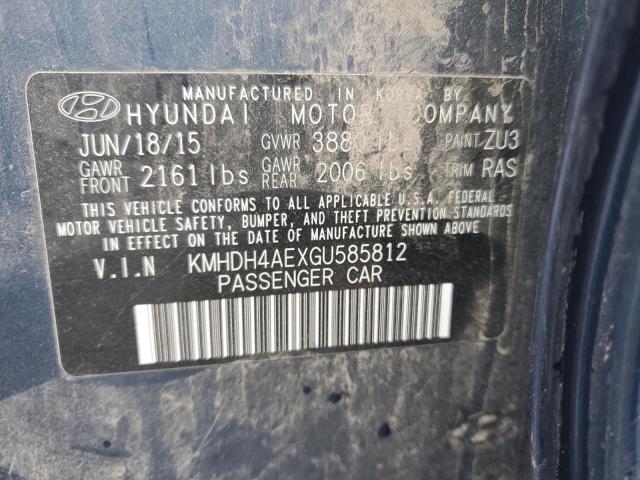 MANUFACTURED IN KOREA BY
HYUNDAI MOTOR COMPANY
JUN/18/15 GVWR 3880 lbs PAINT ZU3
GAWR FRONT 2161 lbs GAWR REAR 2006 lbs TRIM RAS
THIS VEHICLE CONFORMS TO ALL APPLICABLE U.S.A. FEDERAL
MOTOR VEHICLE SAFETY, BUMPER, AND THEFT PREVENTION STANDARDS
IN EFFECT ON THE DATE OF MANUFACTURE SHOWN ABOVE.
V.I.N KMHDH4AEXGU585812
PASSENGER CAR